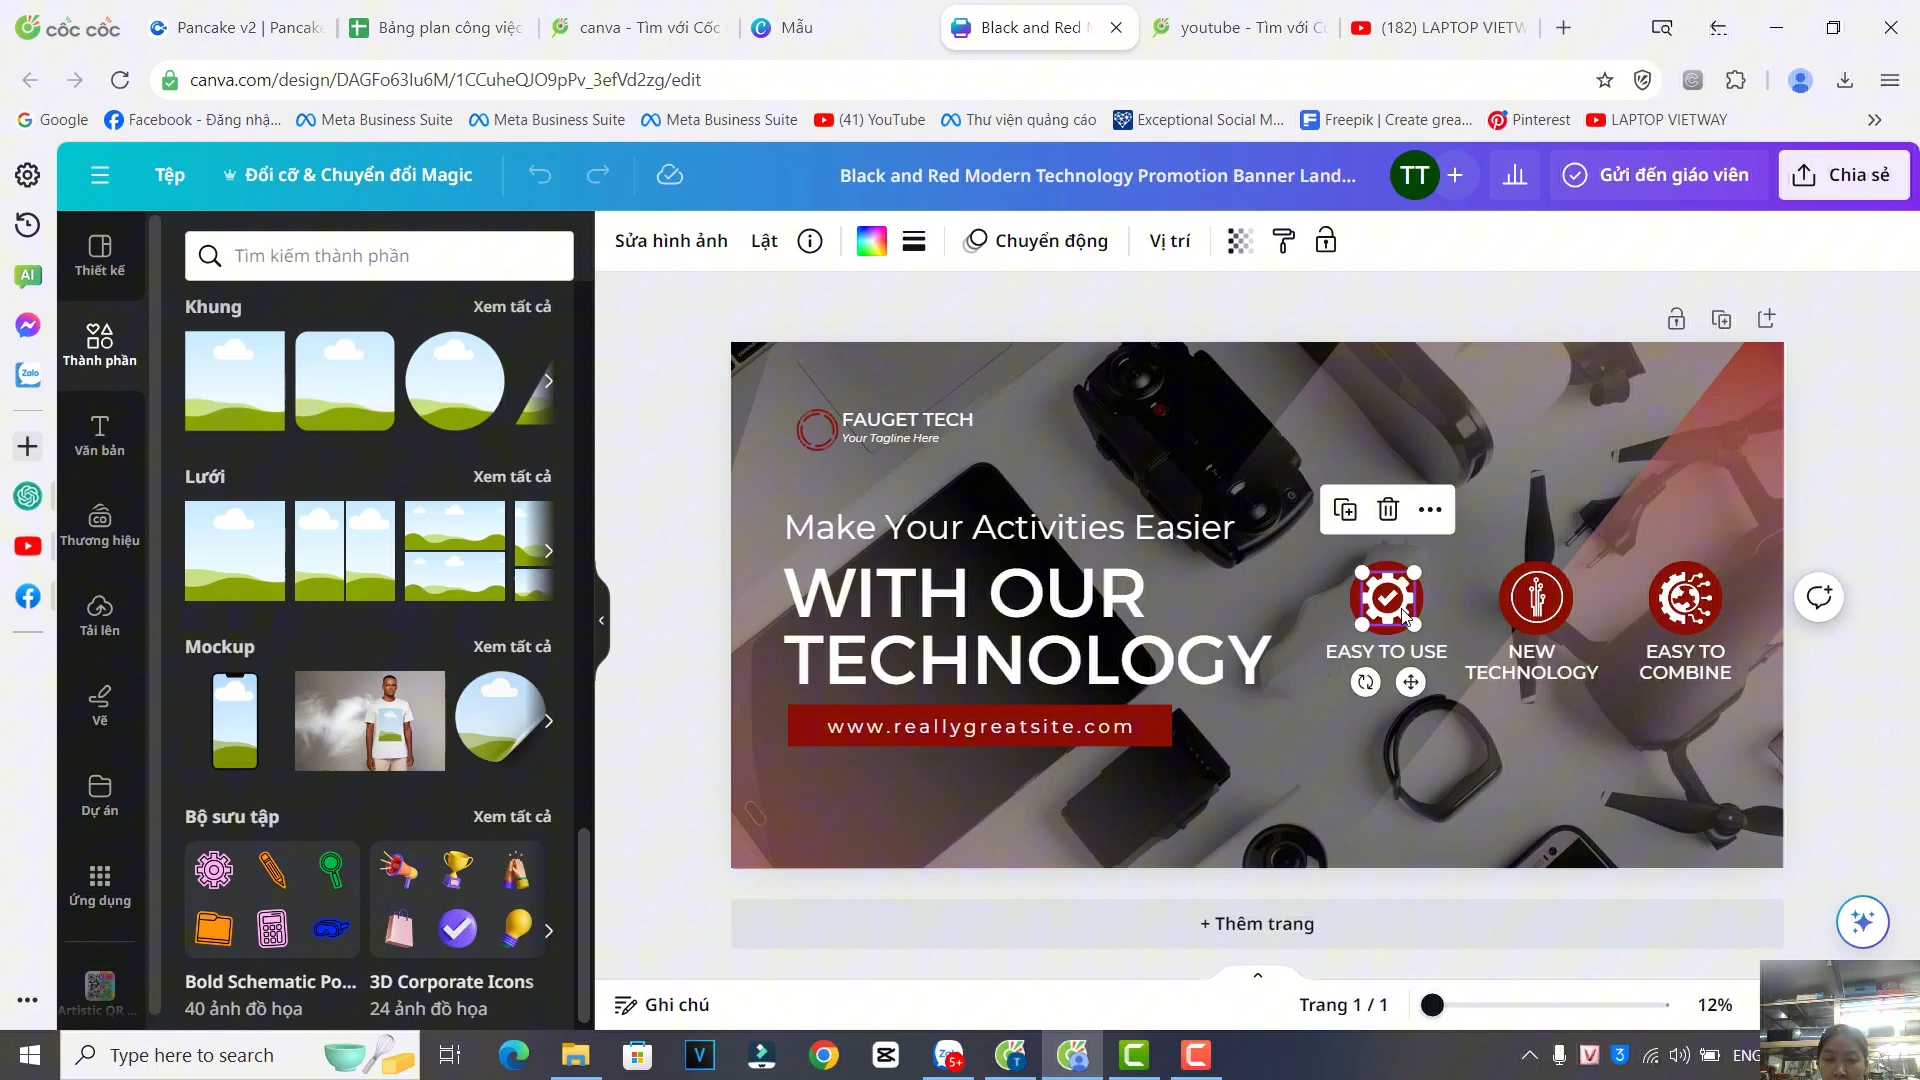 cốc cốc
Pancake v2 | Pancake
Bảng plan công việc
canva - Tìm với Cốc
Mẫu
Black and Red
youtube - Tìm với
(182) LAPTOP VIETW
canva.com/design/DAGFo63Iu6M/1CCuheQJO9pPv_3efVd2zg/edit
Google
Facebook - Đăng nhậ...
Meta Business Suite
Meta Business Suite
Meta Business Suite
(41) YouTube
Thư viện quảng cáo
Exceptional Social M...
Freepik | Create grea...
Pinterest
LAPTOP VIETWAY
Tệp
Đổi cỡ & Chuyển đổi Magic
Black and Red Modern Technology Promotion Banner Land...
TT
Gửi đến giáo viên
Chia sẻ
AI
Zalo
Thiết kế
Thành phần
Văn bản
Thương hiệu
Tải lên
Vẽ
Dự án
Ứng dụng
Artistic QR ...
Tìm kiếm thành phần
Khung
Xem tất cả
Lưới
Xem tất cả
Mockup
Xem tất cả
Bộ sưu tập
Xem tất cả
Bold Schematic Po...
40 ảnh đồ họa
3D Corporate Icons
24 ảnh đồ họa
Sửa hình ảnh
Lật
Chuyển động
Vị trí
FAUGET TECH
Your Tagline Here
Make Your Activities Easier
WITH OUR
TECHNOLOGY
www.reallygreatsite.com
EASY TO USE
NEW
TECHNOLOGY
EASY TO
COMBINE
+ Thêm trang
Ghi chú
Trang 1 / 1
12%
Type here to search
5+
ENG